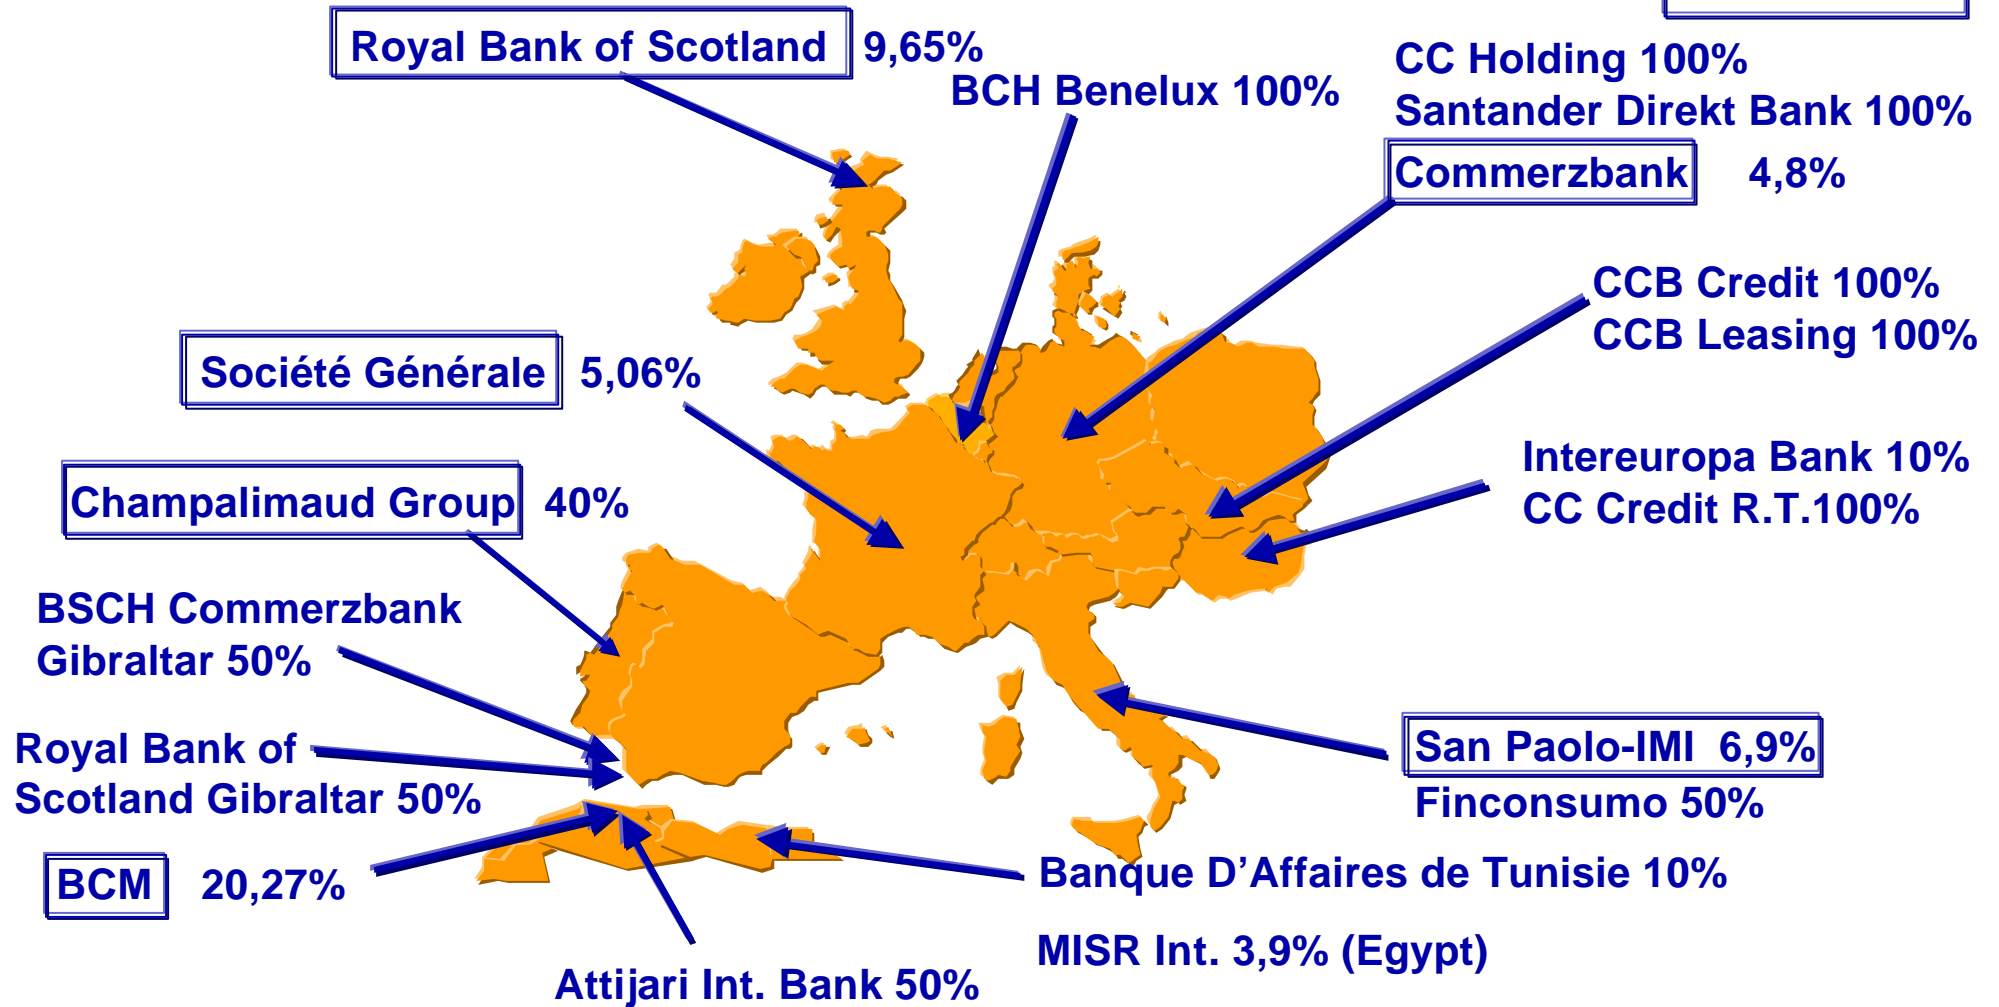 Royal Bank of Scotland 9,65%
BCH Benelux 100%
CC Holding 100%
Santander Direkt Bank 100%
Commerzbank 4,8%
CCB Credit 100%
CCB Leasing 100%
Société Générale 5,06%
Intereuropa Bank 10%
CC Credit R.T.100%
Champalimaud Group 40%
BSCH Commerzbank
Gibraltar 50%
Royal Bank of
Scotland Gibraltar 50%
San Paolo-IMI 6,9%
Finconsumo 50%
BCM 20,27%
Banque D’Affaires de Tunisie 10%
MISR Int. 3,9% (Egypt)
Attijari Int. Bank 50%